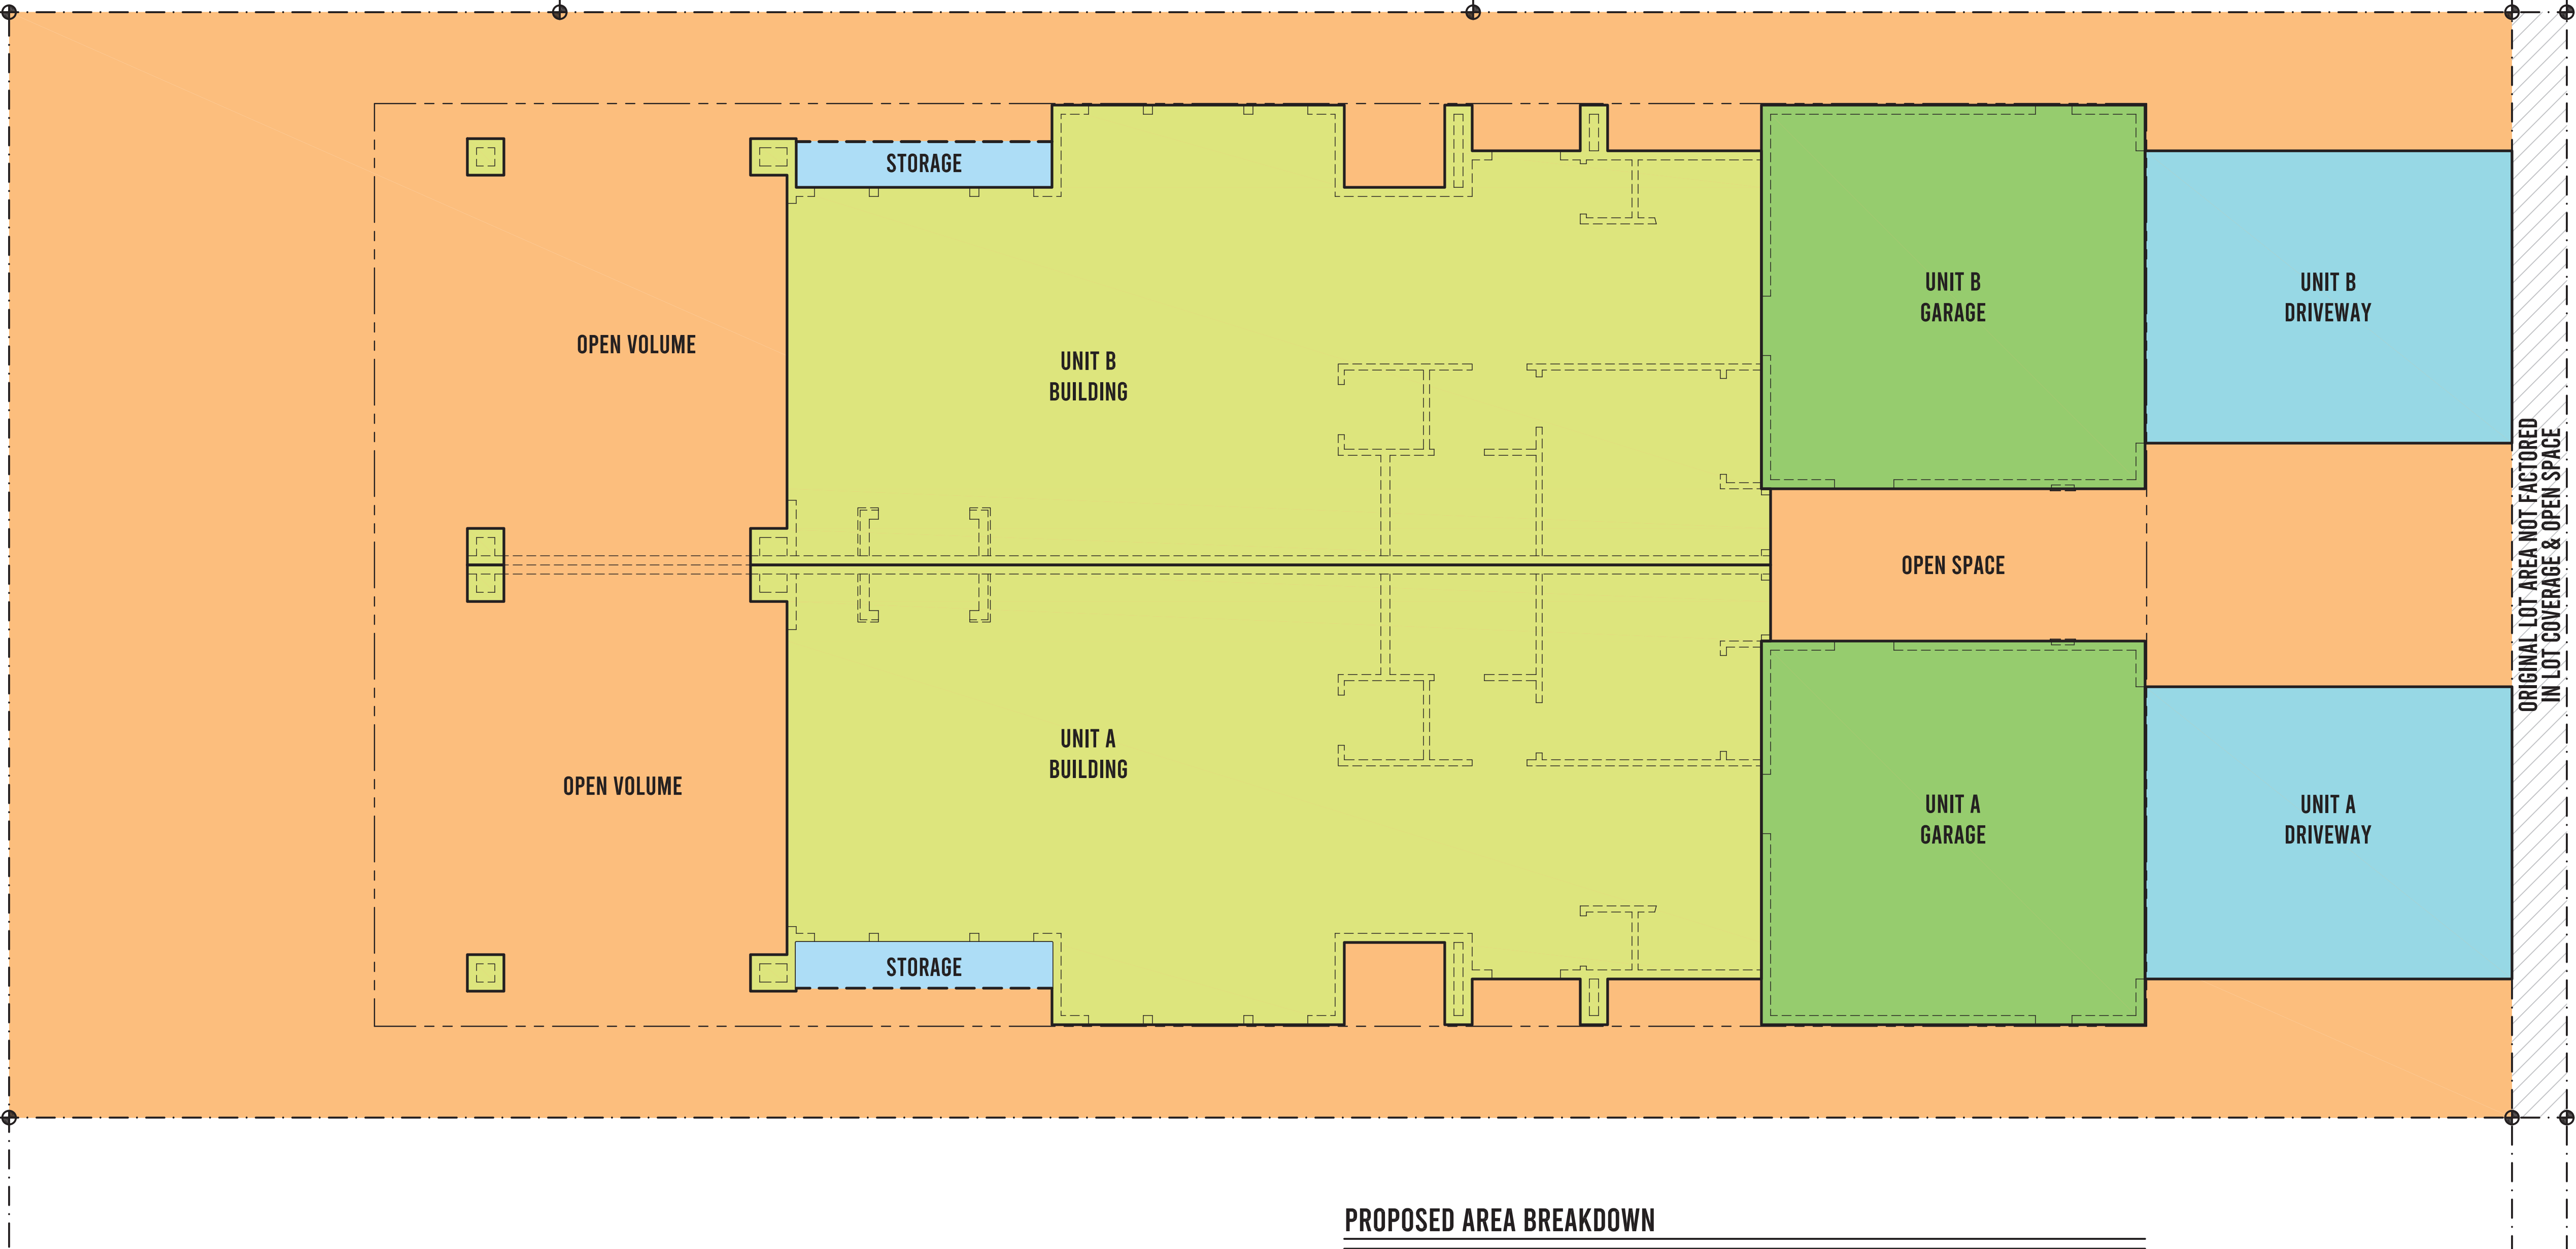 STORAGE
UNIT B
GARAGE
UNIT B
DRIVEWAY
OPEN VOLUME
UNIT B
BUILDING
OPEN SPACE
ORIGINAL LOT AREA NOT FACTORED
IN LOT COVERAGE & OPEN SPACE
UNIT A
BUILDING
OPEN VOLUME
UNIT A
GARAGE
UNIT A
DRIVEWAY
STORAGE
PROPOSED AREA BREAKDOWN